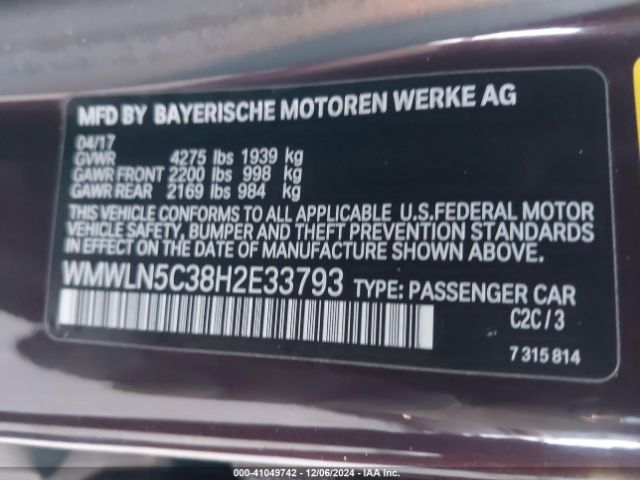 MFD BY BAYERISCHE MOTOREN WERKE AG
04/17
GVWR 4275 lbs 1939 kg
GAWR FRONT 2200 lbs 998 kg
GAWR REAR 2169 lbs 984 kg
THIS VEHICLE CONFORMS TO ALL APPLICABLE U.S.FEDERAL MOTOR
VEHICLE SAFETY, BUMPER AND THEFT PREVENTION STANDARDS
IN EFFECT ON THE DATE OF MANUFACTURE SHOWN ABOVE.
WMWLN5C38H2E33793 TYPE: PASSENGER CAR
C2C / 3
7 315 814
000-41049742 - 12/06/2024 - IAA Inc.